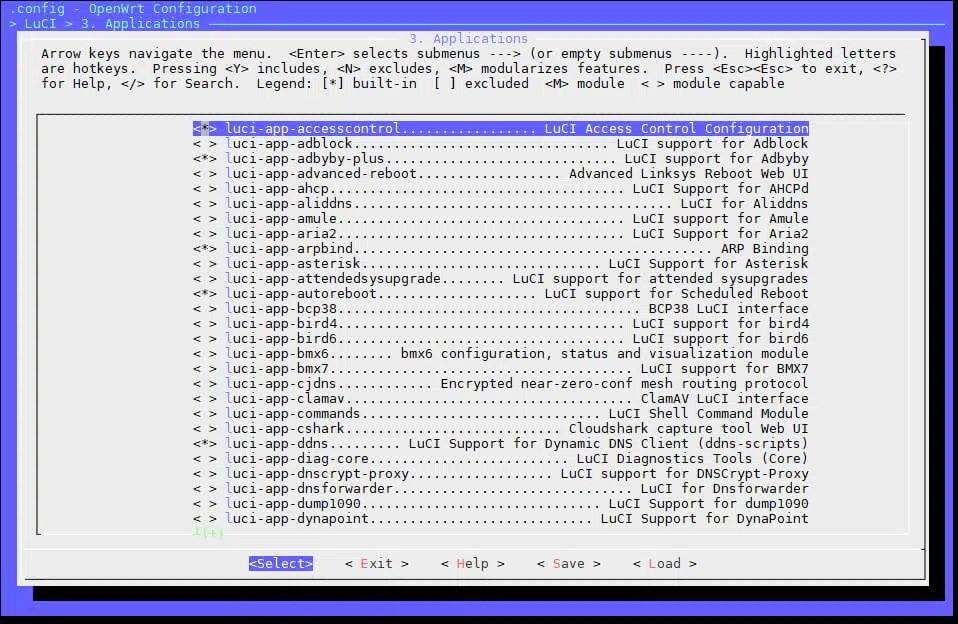 .config - OpenWrt Configuration
> LuCI > 3. Applications
3. Applications
Arrow keys navigate the menu.  <Enter> selects submenus ---> (or empty submenus ----).  Highlighted letters
are hotkeys.  Pressing <Y> includes, <N> excludes, <M> modularizes features.  Press <Esc><Esc> to exit, <?>
for Help, </> for Search.  Legend: [*] built-in  [ ] excluded  <M> module  < > module capable
<*> luci-app-accesscontrol................. LuCI Access Control Configuration
< > luci-app-adblock................................ LuCI support for Adblock
<*> luci-app-adbyby-plus............................. LuCI support for Adbyby
< > luci-app-advanced-reboot.................. Advanced Linksys Reboot Web UI
< > luci-app-ahcp..................................... LuCI Support for AHCPd
< > luci-app-aliddns........................................ LuCI for Aliddns
< > luci-app-amule.................................... LuCI support for Amule
< > luci-app-aria2.................................... LuCI Support for Aria2
<*> luci-app-arpbind............................................. ARP Binding
< > luci-app-asterisk.............................. LuCI Support for Asterisk
< > luci-app-attendedsysupgrade........ LuCI support for attended sysupgrades
<*> luci-app-autoreboot.................... LuCI support for Scheduled Reboot
< > luci-app-bcp38...................................... BCP38 LuCI interface
< > luci-app-bird4.................................... LuCI support for bird4
< > luci-app-bird6.................................... LuCI support for bird6
< > luci-app-bmx6........ bmx6 configuration, status and visualization module
< > luci-app-bmx7...................................... LuCI support for BMX7
< > luci-app-cjdns............ Encrypted near-zero-conf mesh routing protocol
< > luci-app-clamav.................................... ClamAV LuCI interface
< > luci-app-commands.............................. LuCI Shell Command Module
< > luci-app-cshark........................... Cloudshark capture tool Web UI
<*> luci-app-ddns......... LuCI Support for Dynamic DNS Client (ddns-scripts)
< > luci-app-diag-core......................... LuCI Diagnostics Tools (Core)
< > luci-app-dnscrypt-proxy................... LuCI support for DNSCrypt-Proxy
< > luci-app-dnsforwarder.............................. LuCI for Dnsforwarder
< > luci-app-dump1090.............................. LuCI Support for dump1090
< > luci-app-dynapoint............................ LuCI Support for DynaPoint
┴(+)
<Select>    < Exit >    < Help >    < Save >    < Load >